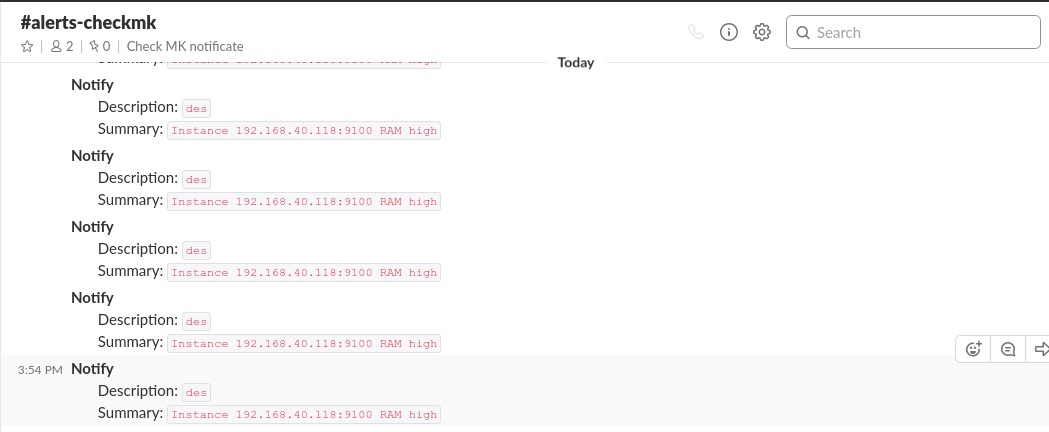 #alerts-checkmk
2 | 0 | Check MK notificate
Search
Today
Summary:
Notify
Description: des
Summary: Instance 192.168.40.118:9100 RAM high
Notify
Description: des
Summary: Instance 192.168.40.118:9100 RAM high
Notify
Description: des
Summary: Instance 192.168.40.118:9100 RAM high
Notify
Description: des
Summary: Instance 192.168.40.118:9100 RAM high
3:54 PM Notify
Description: des
Summary: Instance 192.168.40.118:9100 RAM high